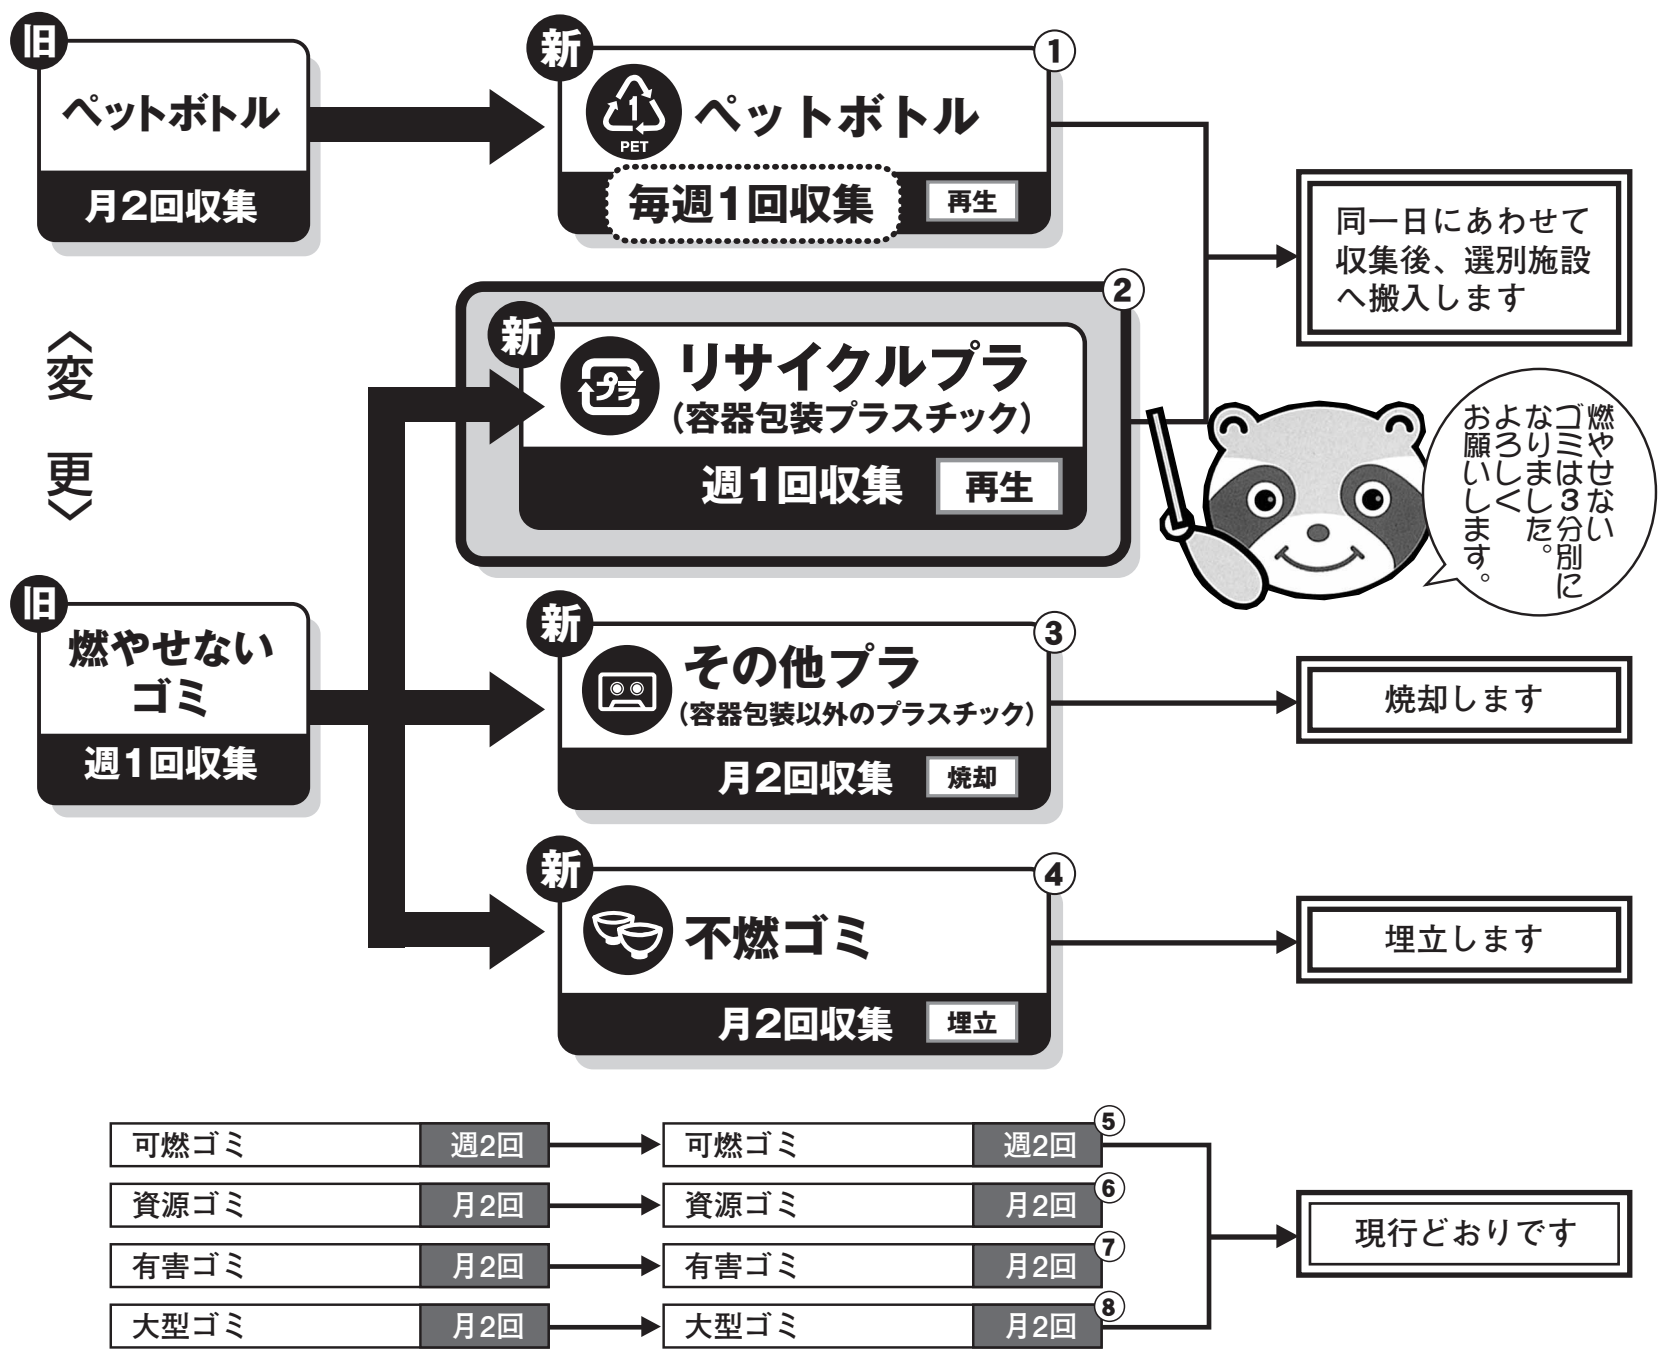 旧
ペットボトル
月2回収集
新
①
1
PET
ペットボトル
毎週1回収集
再生
同一日にあわせて
収集後、選別施設
へ搬入します
〈変更〉
②
新
プラ
リサイクルプラ
(容器包装プラスチック)
週1回収集
再生
燃やせない
ゴミは3分別に
なりました。
よろしく
お願いします。
旧
燃やせない
ゴミ
週1回収集
新
③
その他プラ
(容器包装以外のプラスチック)
月2回収集
焼却
焼却します
新
④
不燃ゴミ
月2回収集
埋立
埋立します
可燃ゴミ 週2回 可燃ゴミ 週2回 ⑤
資源ゴミ 月2回 資源ゴミ 月2回 ⑥
有害ゴミ 月2回 有害ゴミ 月2回 ⑦
大型ゴミ 月2回 大型ゴミ 月2回 ⑧
現行どおりです